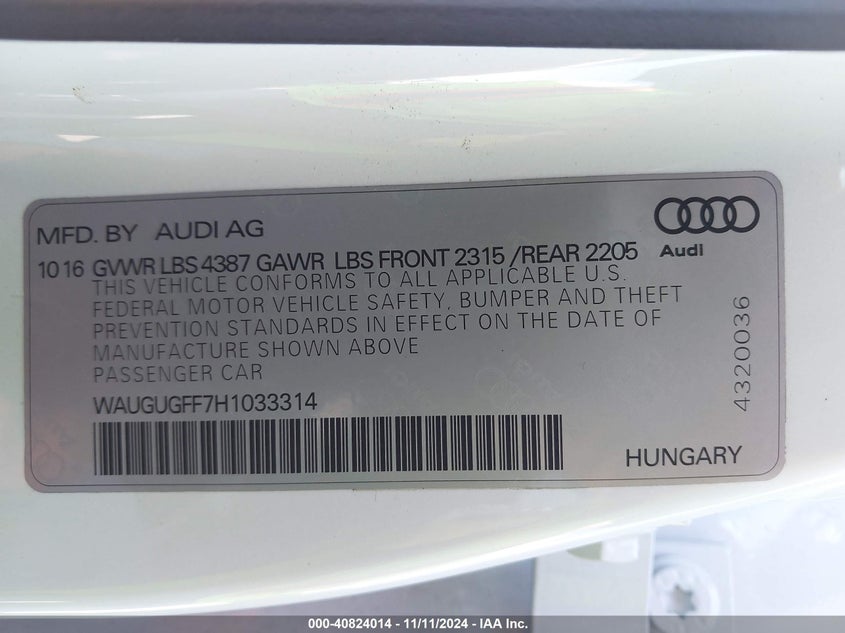 MFD. BY AUDI AG
Audi
10 16 GVWR LBS 4387 GAWR LBS FRONT 2315 / REAR 2205
THIS VEHICLE CONFORMS TO ALL APPLICABLE U.S.
FEDERAL MOTOR VEHICLE SAFETY, BUMPER AND THEFT
PREVENTION STANDARDS IN EFFECT ON THE DATE OF
MANUFACTURE SHOWN ABOVE
PASSENGER CAR
WAUGUGFF7H1033314
HUNGARY
4320036
000-40824014 - 11/11/2024 - IAA Inc.